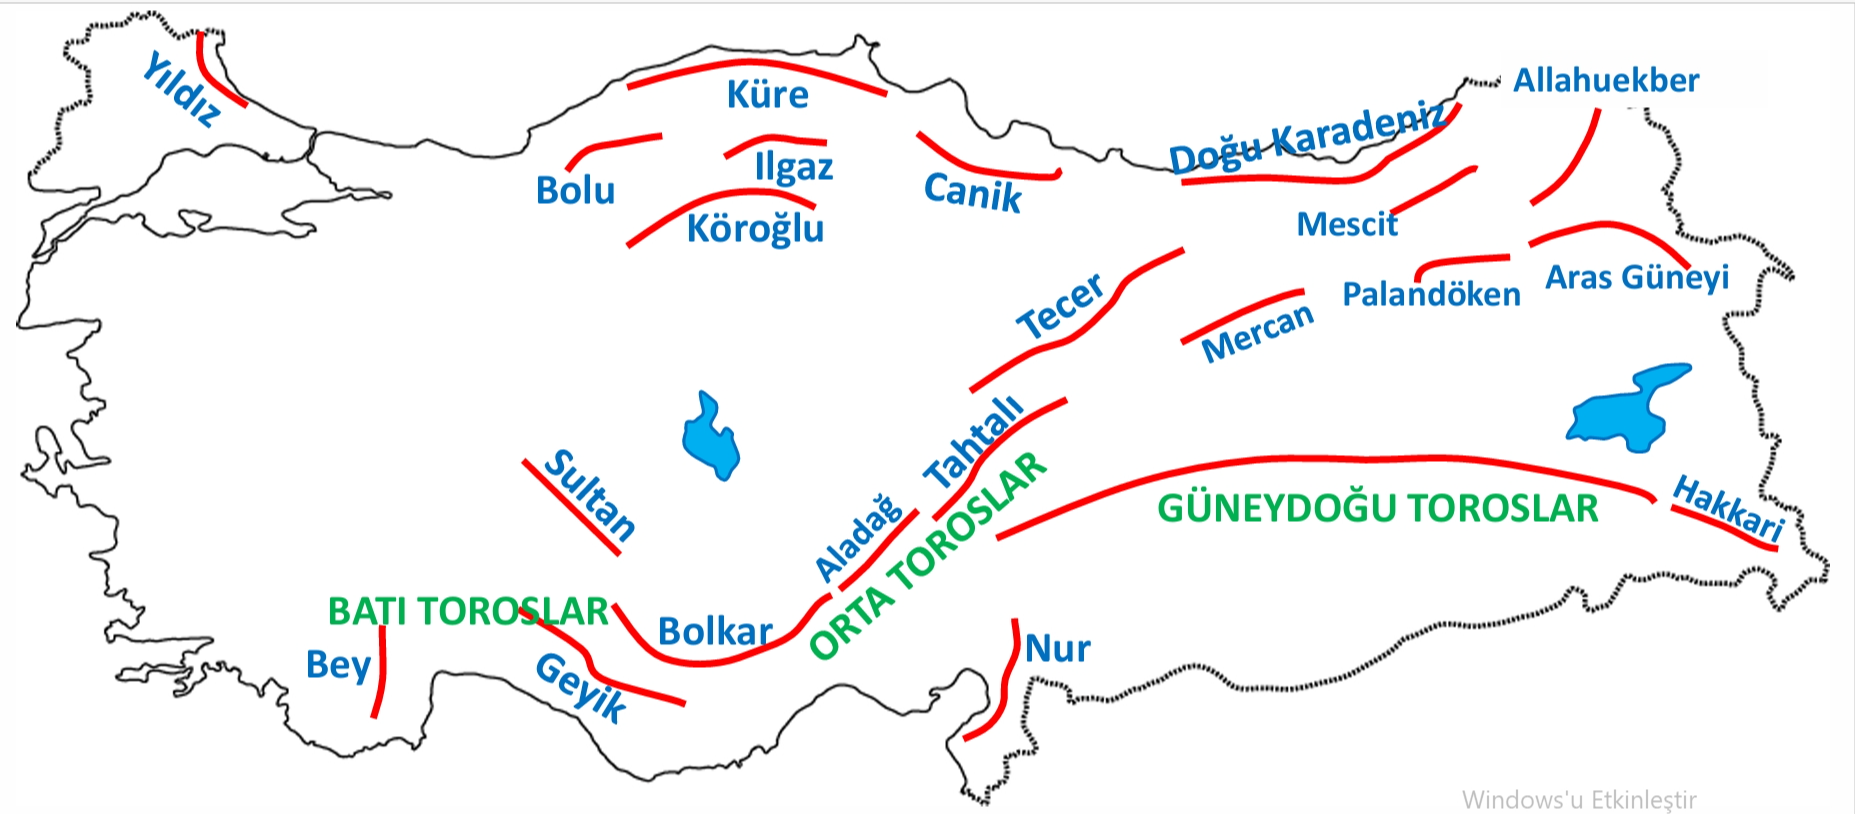 Yıldız
Küre
Allahuekber
Doğu Karadeniz
Bolu
Ilgaz
Canik
Köroğlu
Mescit
Tecer
Mercan
Palandöken
Aras Güneyi
Sultan
Tahtalı
Aladağ
ORTA TOROSLAR
GÜNEYDOĞU TOROSLAR
Hakkari
BATI TOROSLAR
Bolkar
Bey
Geyik
Nur
Windows'u Etkinleştir